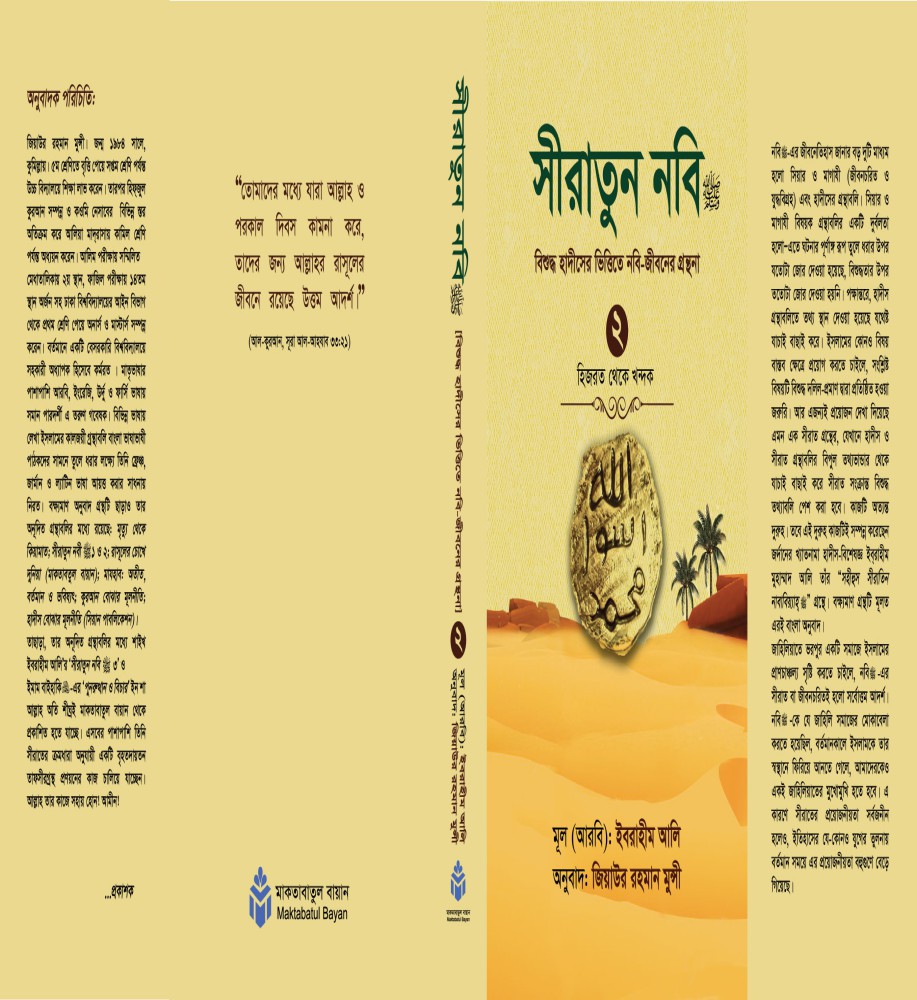 অনুবাদক পরিচিতি:
জিয়াউর রহমান মুন্সী। জন্ম ১৯৮৪ সালে,
কুমিল্লায়। ৫ম শ্রেণিতে বৃত্তি পেয়ে সপ্তম শ্রেণি পর্যন্ত
উচ্চ বিদ্যালয়ে শিক্ষা লাভ করেন। তারপর হিফ্জুল
কুরআন সম্পন্ন ও কওমি নেসাবের বিভিন্ন স্তর
অতিক্রম করে আলিয়া মাদ্রাসায় কামিল শ্রেণি
পর্যন্ত অধ্যয়ন করেন। আলিম পরীক্ষায় সম্মিলিত
মেধাতালিকায় ২য় স্থান, ফাজিল পরীক্ষায় ১৪তম
স্থান অর্জন সহ ঢাকা বিশ্ববিদ্যালয়ের আইন বিভাগ
থেকে প্রথম শ্রেণি পেয়ে অনার্স ও মাস্টার্স সম্পন্ন
করেন। বর্তমানে একটি বেসরকারি বিশ্ববিদ্যালয়ে
সহকারী অধ্যাপক হিসেবে কর্মরত । মাতৃভাষার
পাশাপাশি আরবি, ইংরেজি, উর্দু ও ফার্সি ভাষায়
সমান পারদর্শী এ তরুণ গবেষক। বিভিন্ন ভাষায়
লেখা ইসলামের কালজয়ী গ্রন্থাবলি বাংলা ভাষাভাষী
পাঠকদের সামনে তুলে ধরার লক্ষ্যে তিনি ফ্রেঞ্চ,
জার্মান ও ল্যাটিন ভাষা আয়ত্ত করার সাধনায়
নিরত। বক্ষ্যমাণ অনুবাদ গ্রন্থটি ছাড়াও তার
অনূদিত গ্রন্থাবলির মধ্যে রয়েছে: মৃত্যু থেকে
কিয়ামাত; সীরাতুন নবী ﷺ ১ ও ২; রাসূলের চোখে
দুনিয়া (মাকতাবাতুল বায়ান); মাযহাব: অতীত,
বর্তমান ও ভবিষ্যৎ; কুরআন বোঝার মূলনীতি;
হাদীস বোঝার মূলনীতি (সিয়ান পাবলিকেশন)।
তাছাড়া, তার অনূদিত গ্রন্থাবলির মধ্যে শাইখ
ইবরাহীম আলি'র 'সীরাতুন নবি ﷺ ৩' ও
ইমাম বাইহাকি-এর 'পুনরুত্থান ও বিচার' ইন শা
আল্লাহ অতি শীঘ্রই মাকতাবাতুল বায়ান থেকে
প্রকাশিত হতে যাচ্ছে। এসবের পাশাপাশি তিনি
সীরাতের ক্রমধারা অনুযায়ী একটি বৃহতদায়তন
তাফসীরগ্রন্থ প্রণয়নের কাজ চালিয়ে যাচ্ছেন।
আল্লাহ তার কাজে সহায় হোন! আমীন!
...প্রকাশক
“তোমাদের মধ্যে যারা আল্লাহ ও
পরকাল দিবস কামনা করে,
তাদের জন্য আল্লাহর রাসূলের
জীবনে রয়েছে উত্তম আদর্শ।”
(আল-কুরআন, সূরা আল-আহযাব ৩৩:২১)
মাকতাবাতুল বায়ান
Maktabatul Bayan
সীরাতুন নবি ﷺ
[বিশুদ্ধ হাদীসের ভিত্তিতে নবি-জীবনের গ্রন্থনা]
২
মূল (আরবি): ইবরাহীম আলি
অনুবাদ: জিয়াউর রহমান মুন্সী
মাকতাবাতুল বায়ান
Maktabatul Bayan
সীরাতুন নবি ﷺ
বিশুদ্ধ হাদীসের ভিত্তিতে নবি-জীবনের গ্রন্থনা
২
হিজরত থেকে খন্দক
الله
رسول
محمد
মূল (আরবি): ইবরাহীম আলি
অনুবাদ: জিয়াউর রহমান মুন্সী
নবি ﷺ-এর জীবনেতিহাস জানার বড় দুটি মাধ্যম
হলো সিয়ার ও মাগাযী (জীবনচরিত ও
যুদ্ধবিগ্রহ) এবং হাদীসের গ্রন্থাবলি। সিয়ার ও
মাগাযী বিষয়ক গ্রন্থাবলির একটি দুর্বলতা
হলো-এতে ঘটনার পূর্ণাঙ্গ রূপ তুলে ধরার উপর
যতোটা জোর দেওয়া হয়েছে, বিশুদ্ধতার উপর
ততোটা জোর দেওয়া হয়নি। পক্ষান্তরে, হাদীস
গ্রন্থাবলিতে তথ্য স্থান দেওয়া হয়েছে যথেষ্ট
যাচাই বাছাই করে। ইসলামের কোনও বিষয়
বাস্তব ক্ষেত্রে প্রয়োগ করতে চাইলে, সংশ্লিষ্ট
বিষয়টি বিশুদ্ধ দলিল-প্রমাণ দ্বারা প্রতিষ্ঠিত হওয়া
জরুরি। আর এজন্যই প্রয়োজন দেখা দিয়েছে
এমন এক সীরাত গ্রন্থের, যেখানে হাদীস ও
সীরাত গ্রন্থাবলির বিপুল তথ্যভান্ডার থেকে
যাচাই বাছাই করে সীরাত সংক্রান্ত বিশুদ্ধ
তথ্যাবলি পেশ করা হবে। কাজটি অত্যন্ত
দুরুহ। তবে এই দুরুহ কাজটিই সম্পন্ন করেছেন
জর্দানের খ্যাতনামা হাদীস-বিশেষজ্ঞ ইবরাহীম
মুহাম্মাদ আলি তাঁর “সহীহুস সীরাতিন
নাবাবিয়্যাহ্ ﷺ” গ্রন্থে। বক্ষ্যমাণ গ্রন্থটি মূলত
এরই বাংলা অনুবাদ।
জাহিলিয়াতে ভরপুর একটি সমাজে ইসলামের
প্রাণচাঞ্চল্য সৃষ্টি করতে চাইলে, নবি ﷺ-এর
সীরাত বা জীবনচরিতই হলো সর্বোত্তম আদর্শ।
নবি ﷺ -কে যে জাহিলি সমাজের মোকাবেলা
করতে হয়েছিল, বর্তমানকালে ইসলামকে তার
স্বস্থানে ফিরিয়ে আনতে গেলে, আমাদেরকেও
একই জাহিলিয়াতের মুখোমুখি হতে হবে। এ
কারণে সীরাতের প্রয়োজনীয়তা সর্বজনীন
হলেও, ইতিহাসের যে-কোনও যুগের তুলনায়
বর্তমান সময়ে এর প্রয়োজনীয়তা বহুগুণে বেড়ে
গিয়েছে।